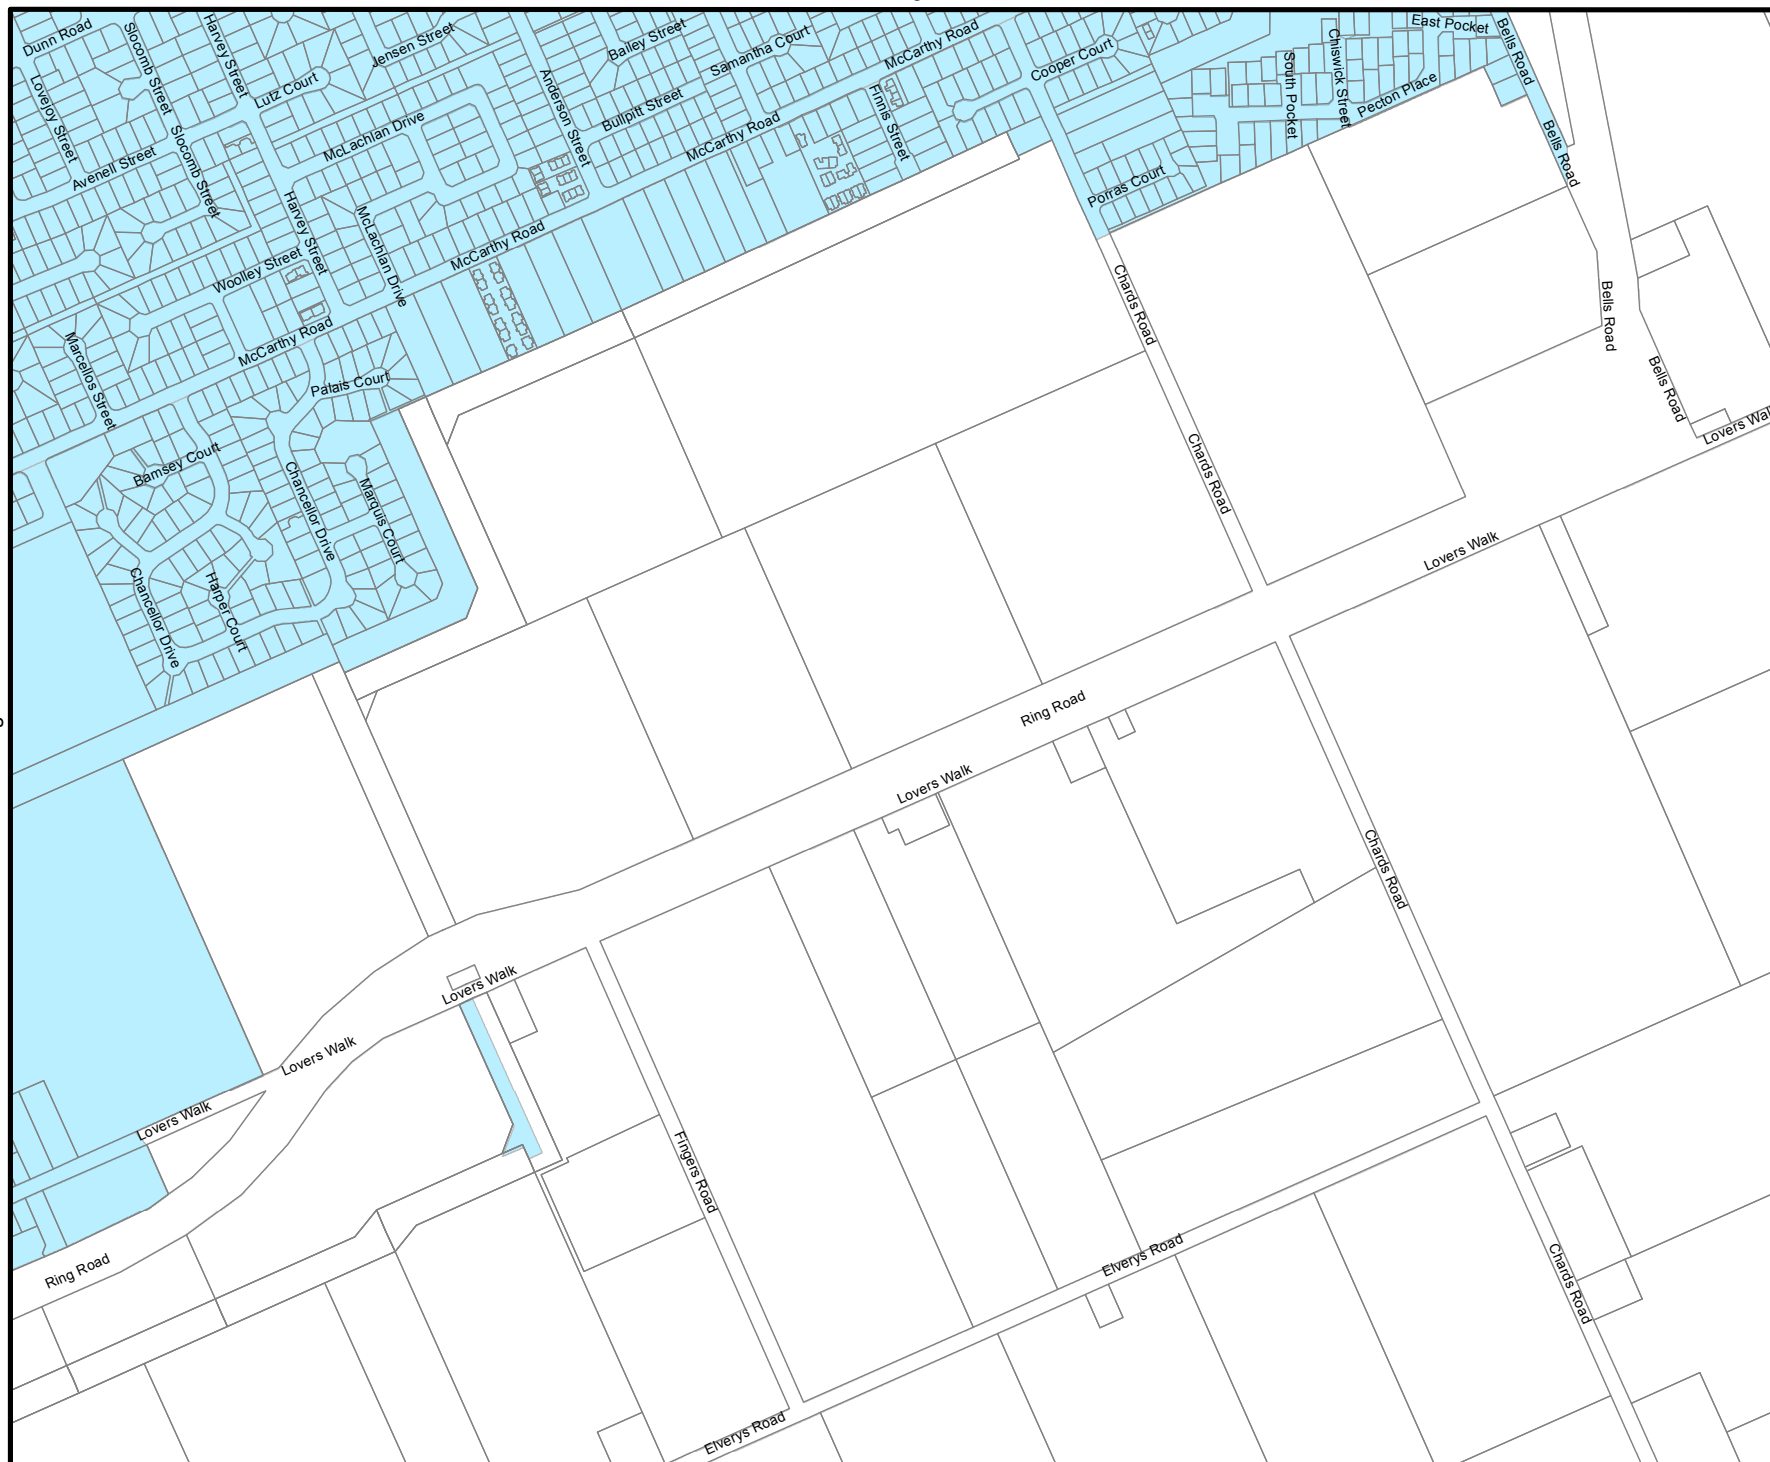 Dunn Road
Slocomb Street
Harvey Street
Jensen Street
Bailey Street
Samantha Court
McCarthy Road
Cooper Court
East Pocket
Bells Road
Lovejoy Street
Lutz Court
Anderson Street
Bullpitt Street
Finnis Street
South Pocket
Chiswick Street
Pecton Place
Avenell Street
Slocomb Street
McLachlan Drive
McCarthy Road
Bells Road
Harvey Street
McLachlan Drive
McCarthy Road
Porras Court
Woolley Street
Chards Road
Bells Road
Marcellos Street
McCarthy Road
Palais Court
Bells Road
Lovers Wal
Bamsey Court
Chancellor Drive
Marquis Court
Chards Road
Lovers Walk
Chancellor Drive
Harper Court
Ring Road
Lovers Walk
Chards Road
Lovers Walk
Lovers Walk
Lovers Walk
Fingers Road
Ring Road
Elverys Road
Chards Road
Elverys Road